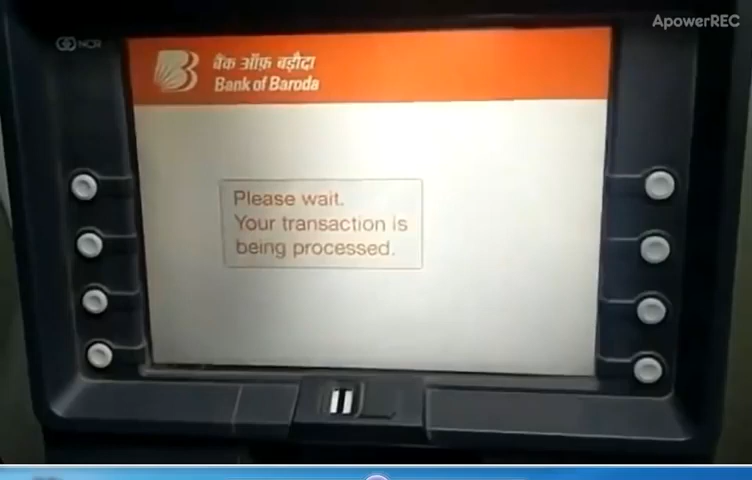 ApowerREC
NCR
बैंक ऑफ़ बड़ौदा
Bank of Baroda
Please wait.
Your transaction is
being processed.